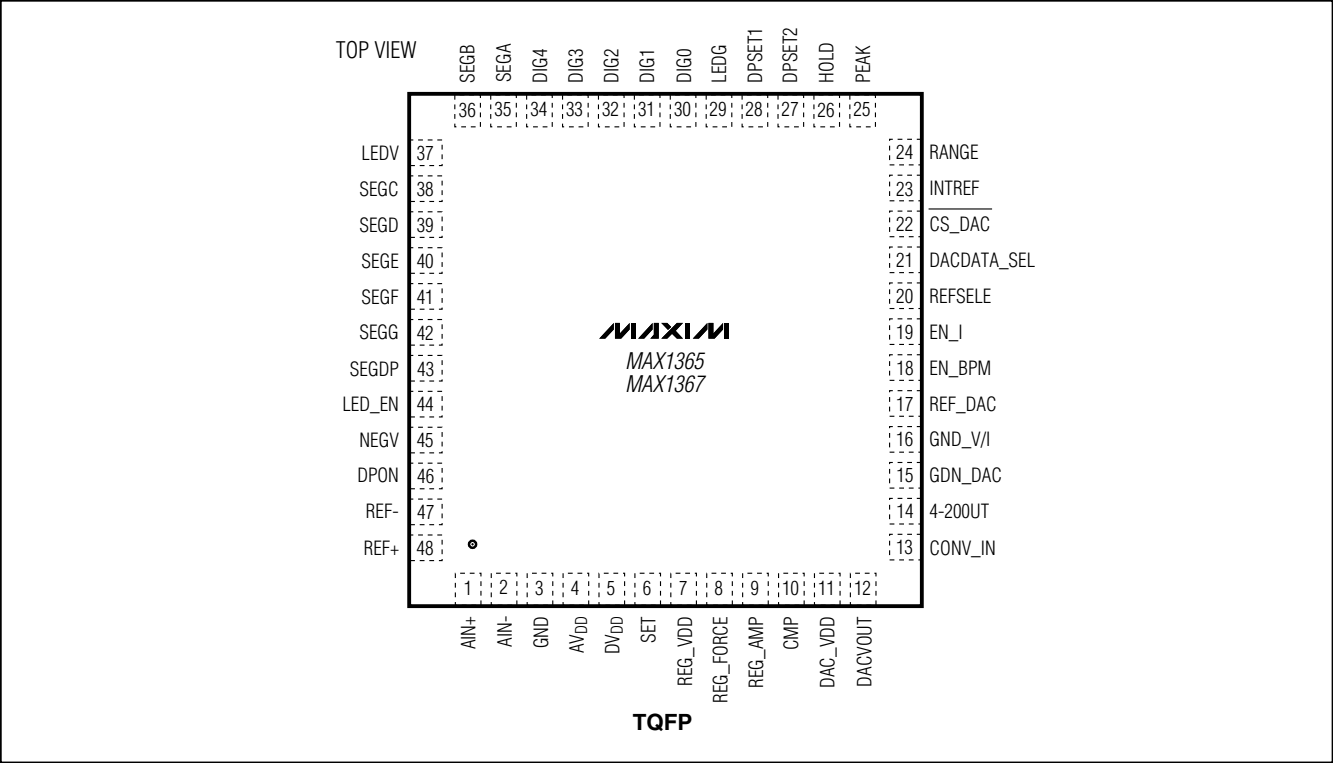 TOP VIEW
SEGB
SEGA
DIG4
DIG3
DIG2
DIG1
DIG0
LEDG
DPSET1
DPSET2
HOLD
PEAK
36 35 34 33 32 31 30 29 28 27 26 25
LEDV 37
SEGC 38
SEGD 39
SEGE 40
SEGF 41
SEGG 42
SEGDP 43
LED_EN 44
NEGV 45
DPON 46
REF- 47
REF+ 48
MAXIM
MAX1365
MAX1367
24 RANGE
23 INTREF
22 CS_DAC
21 DACDATA_SEL
20 REFSELE
19 EN_I
18 EN_BPM
17 REF_DAC
16 GND_V/I
15 GDN_DAC
14 4-200UT
13 CONV_IN
1 2 3 4 5 6 7 8 9 10 11 12
AIN+
AIN-
GND
AVDD
DVDD
SET
REG_VDD
REG_FORCE
REG_AMP
CMP
DAC_VDD
DACVOUT
TQFP